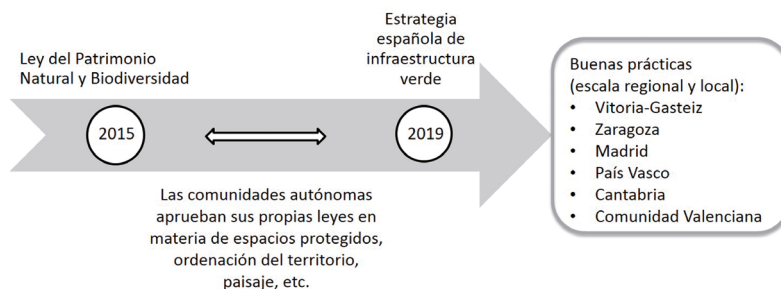 Ley del Patrimonio
Natural y Biodiversidad
2015
Estrategia
española de
infraestructura
verde
2019
Las comunidades autónomas
aprueban sus propias leyes en
materia de espacios protegidos,
ordenación del territorio,
paisaje, etc.
Buenas prácticas
(escala regional y local):
• Vitoria-Gasteiz
• Zaragoza
• Madrid
• País Vasco
• Cantabria
• Comunidad Valenciana